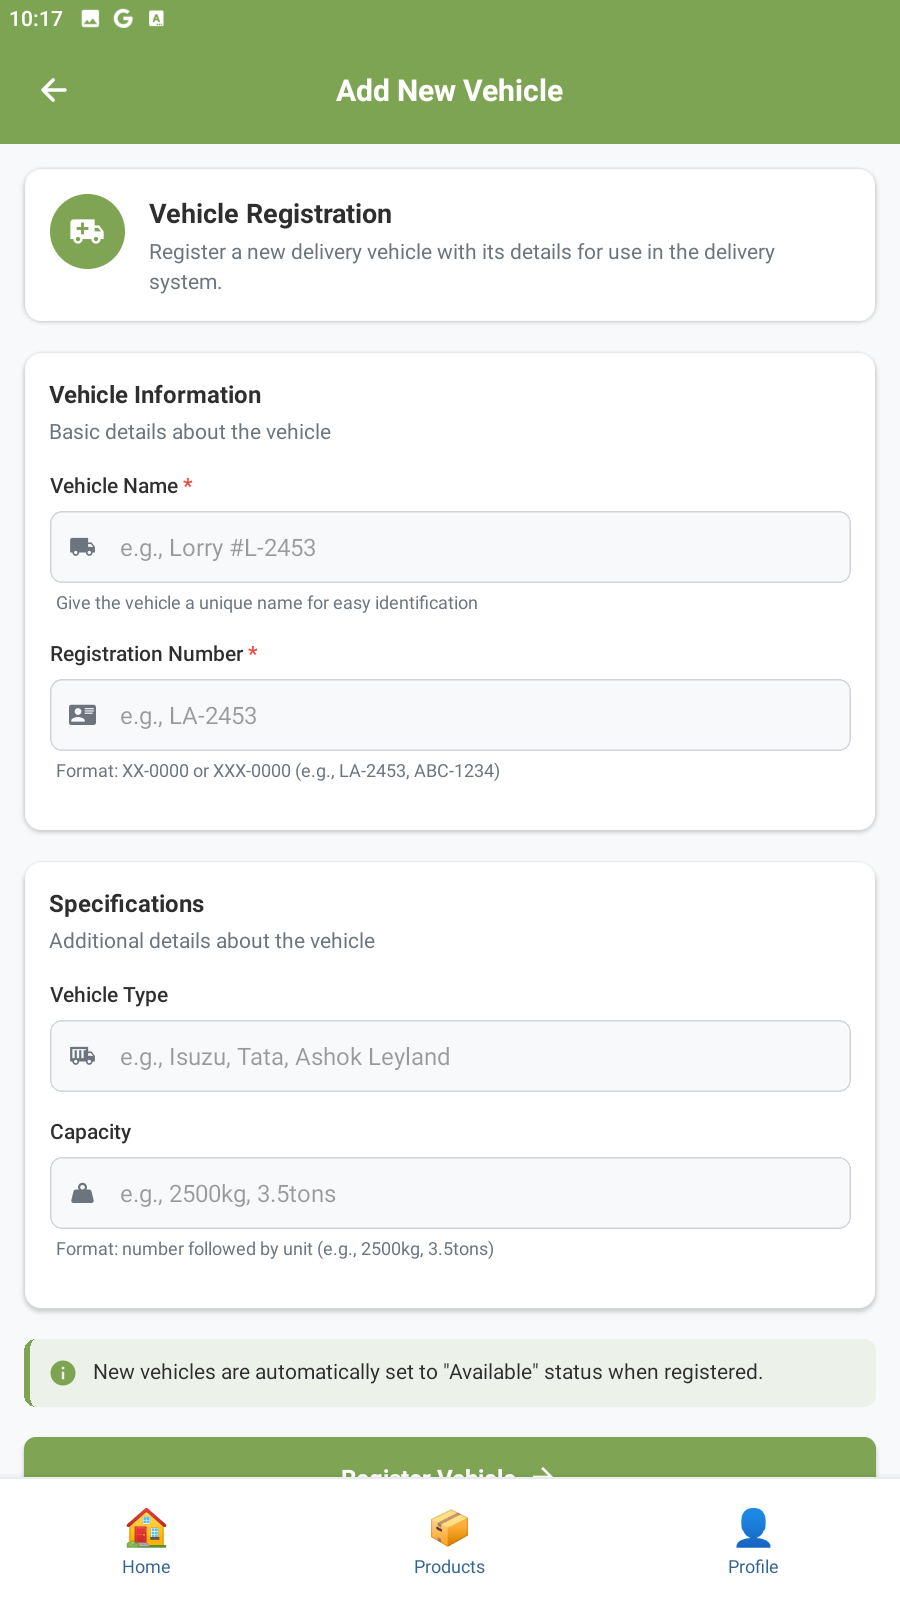 10:17
Add New Vehicle
Vehicle Registration
Register a new delivery vehicle with its details for use in the delivery
system.
Vehicle Information
Basic details about the vehicle
Vehicle Name *
e.g., Lorry #L-2453
Give the vehicle a unique name for easy identification
Registration Number *
e.g., LA-2453
Format: XX-0000 or XXX-0000 (e.g., LA-2453, ABC-1234)
Specifications
Additional details about the vehicle
Vehicle Type
e.g., Isuzu, Tata, Ashok Leyland
Capacity
e.g., 2500kg, 3.5tons
Format: number followed by unit (e.g., 2500kg, 3.5tons)
New vehicles are automatically set to "Available" status when registered.
Register Vehicle →
Home
Products
Profile